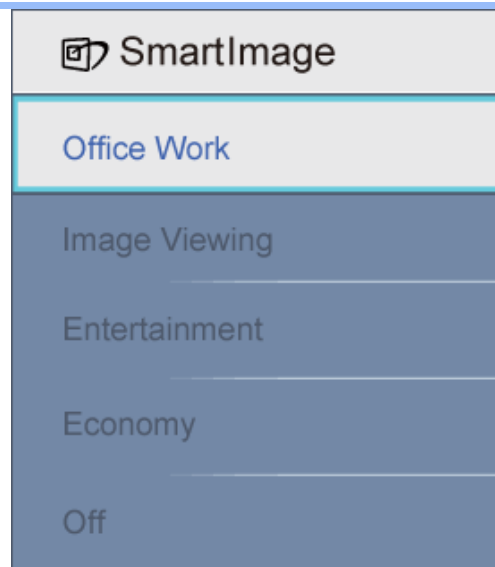 SmartImage
Office Work
Image Viewing
Entertainment
Economy
Off